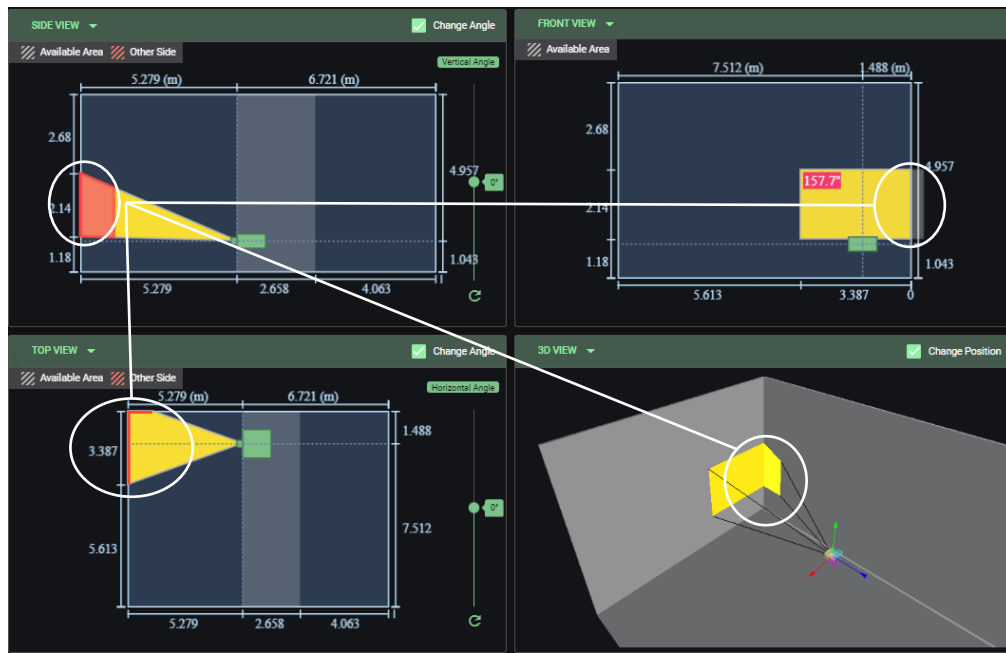 SIDE VIEW
Change Angle
Available Area
Other Side
Vertical Angle
5.279 (m)
6.721 (m)
2.68
2.14
1.18
4.957
1.043
0°
5.279
2.658
4.063
FRONT VIEW
Available Area
7.512 (m)
1.488 (m)
2.68
2.14
1.18
157.7"
4.957
1.043
5.613
3.387
0
TOP VIEW
Change Angle
Available Area
Other Side
Horizontal Angle
5.279 (m)
6.721 (m)
3.387
5.613
1.488
7.512
0°
5.279
2.658
4.063
3D VIEW
Change Position